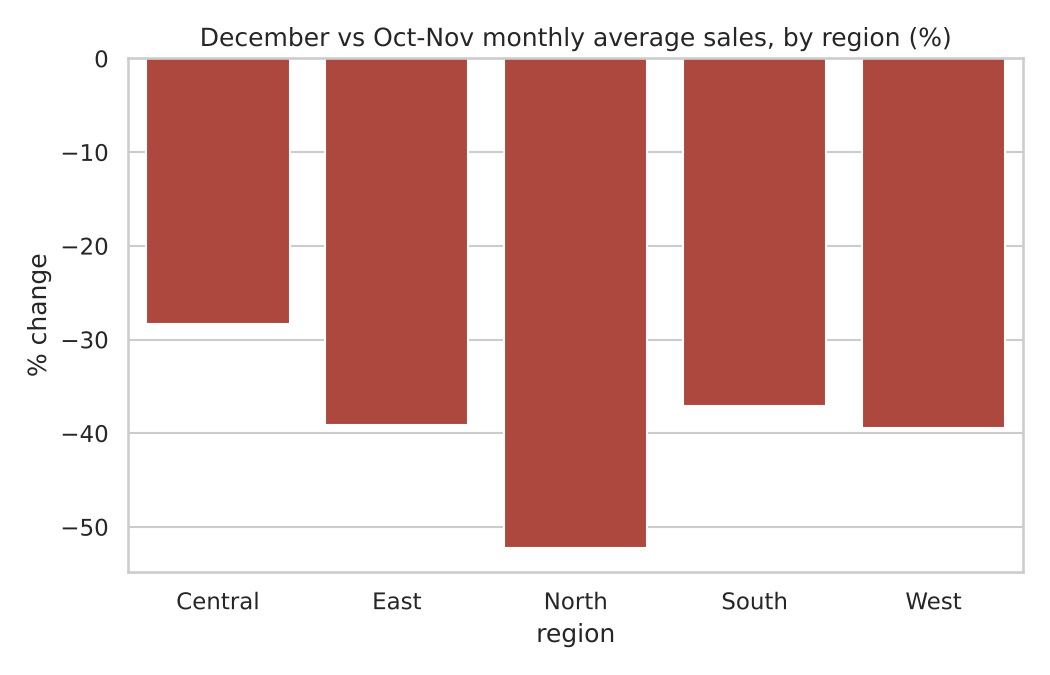 December vs Oct-Nov monthly average sales, by region (%)
0
−10
−20
−30
−40
−50
% change
Central East North South West
region